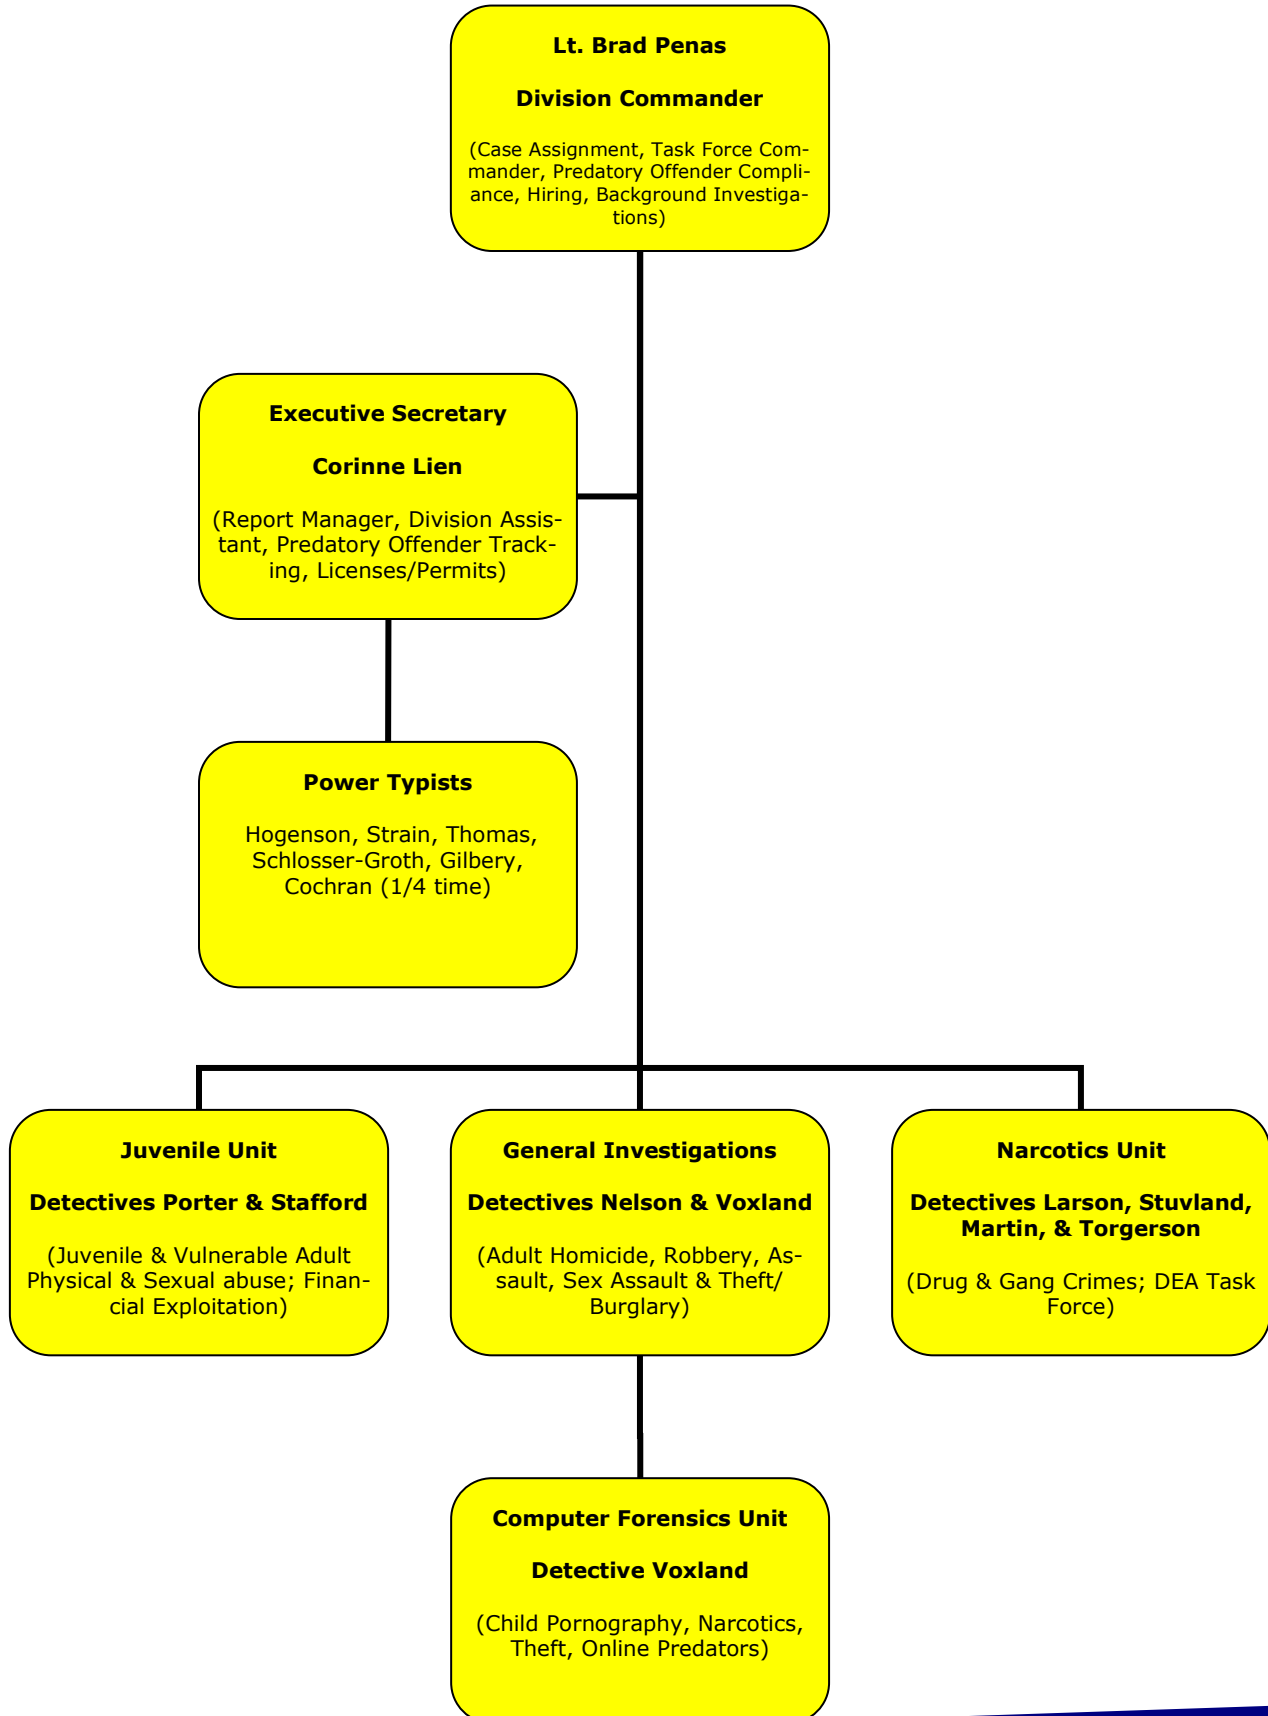 Lt. Brad Penas
Division Commander
(Case Assignment, Task Force Com-
mander, Predatory Offender Compli-
ance, Hiring, Background Investiga-
tions)
Executive Secretary
Corinne Lien
(Report Manager, Division Assis-
tant, Predatory Offender Track-
ing, Licenses/Permits)
Power Typists
Hogenson, Strain, Thomas,
Schlosser-Groth, Gilbery,
Cochran (1/4 time)
Juvenile Unit
Detectives Porter & Stafford
(Juvenile & Vulnerable Adult
Physical & Sexual abuse; Finan-
cial Exploitation)
General Investigations
Detectives Nelson & Voxland
(Adult Homicide, Robbery, As-
sault, Sex Assault & Theft/
Burglary)
Narcotics Unit
Detectives Larson, Stuvland,
Martin, & Torgerson
(Drug & Gang Crimes; DEA Task
Force)
Computer Forensics Unit
Detective Voxland
(Child Pornography, Narcotics,
Theft, Online Predators)